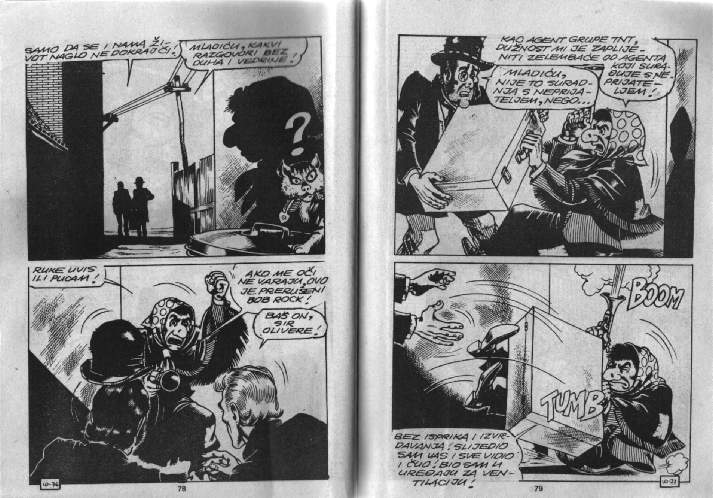 SAMO DA SE I NAMA ŽI-
VOT NAGLO NE DOKRAJČI!
MLADIĆU, KAKVI
RAZGOVORI BEZ
DUHA I VEDRINE!
?
RUKE UVIS
ILI PUCAM!
AKO ME OČI
NE VARAJU, OVO
JE PRERUŠENI
BOB ROCK!
BAŠ ON,
SIR
OLIVERE!
78
KAO AGENT GRUPE TNT,
DUŽNOST MI JE ZAPLIJE-
NITI ZELEMBAĆE OD AGENTA
KOJI SURA-
ĐUJE S NE-
PRIJATE-
LJEM!
MLADIĆU,
NIJE TO SURAD-
NJA S NEPRIJA-
TELJEM, NEGO...
BOOM
TUMB
BEZ ISPRIKA I IZVR-
DAVANJA! SLIJEDIO
SAM VAS I SVE VIDIO
I ČUO! BIO SAM U
UREĐAJU ZA VEN-
TILACIJU!
79